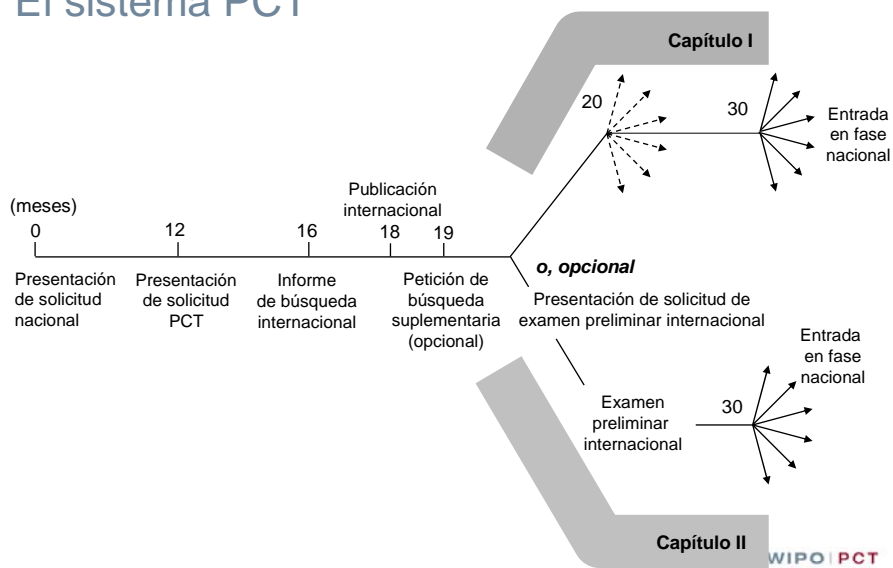 El sistema PCT
Capítulo I
20
30
Entrada
en fase
nacional
(meses)
0
12
16
Publicación
internacional
18
19
Presentación
de solicitud
nacional
Presentación
de solicitud
PCT
Informe
de búsqueda
internacional
Petición de
búsqueda
suplementaria
(opcional)
o, opcional
Presentación de solicitud de
examen preliminar internacional
Examen
preliminar
internacional
30
Entrada
en fase
nacional
Capítulo II
WIPO|PCT